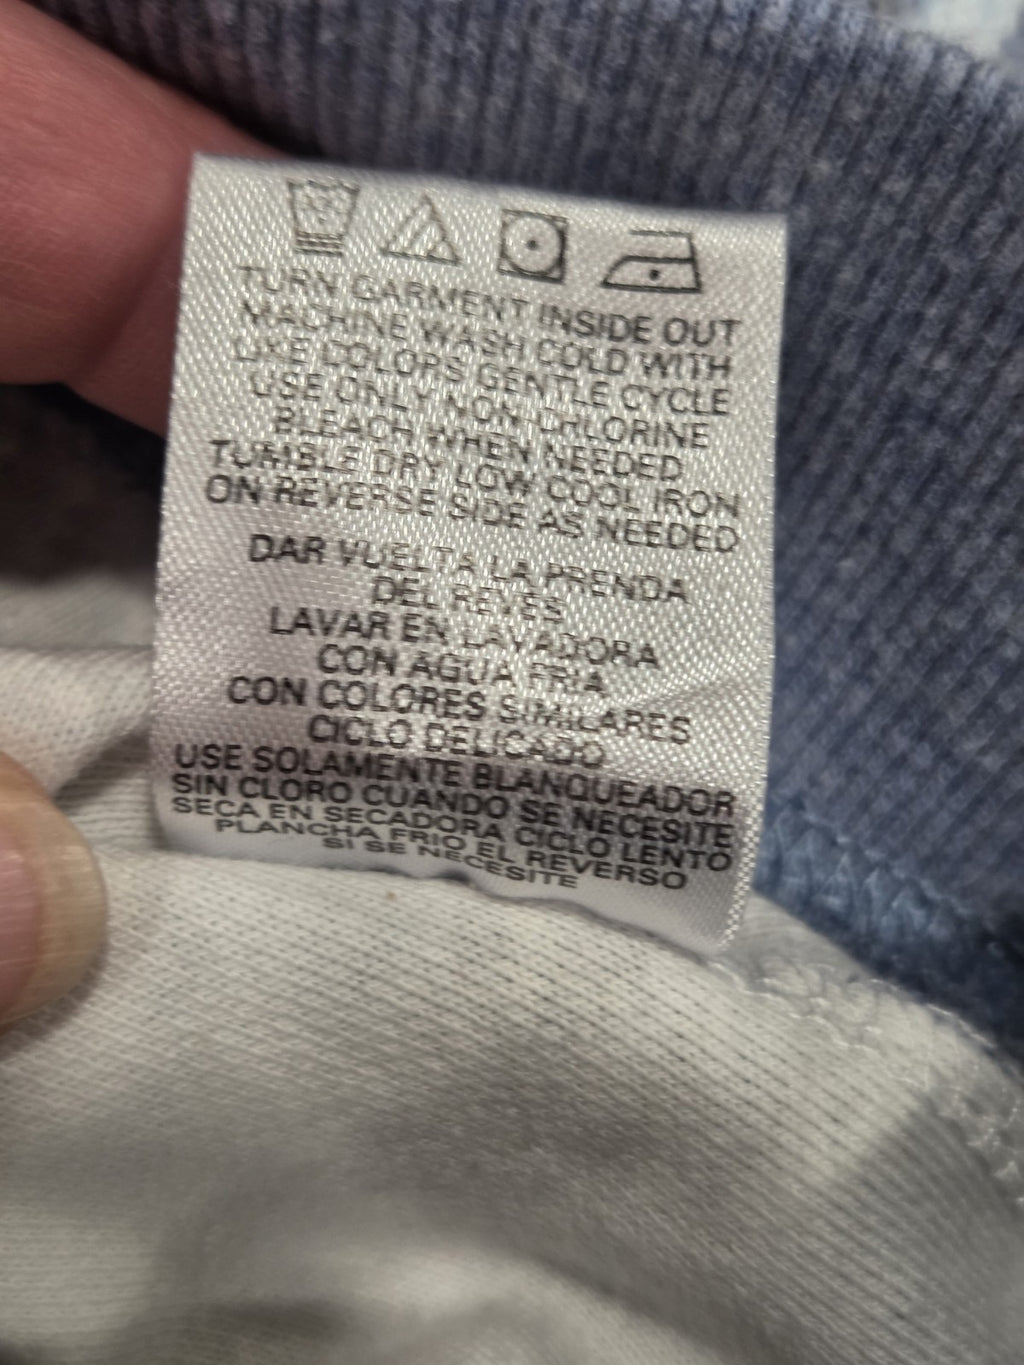 TURN GARMENT INSIDE OUT
MACHINE WASH COLD WITH
LIKE COLORS GENTLE CYCLE
USE ONLY NON-CHLORINE
BLEACH WHEN NEEDED
TUMBLE DRY LOW COOL IRON
ON REVERSE SIDE AS NEEDED
DAR VUELTA LA PRENDA
DEL REVES
LAVAR EN LAVADORA
CON AGUA FRIA
CON COLORES SIMILARES
CICLO DELICADO
USE SOLAMENTE BLANQUEADOR
SIN CLORO CUANDO SE NECESITE
SECA EN SECADORA CICLO LENTO
PLANCHA FRIO EL REVERSO
SI SE NECESITE